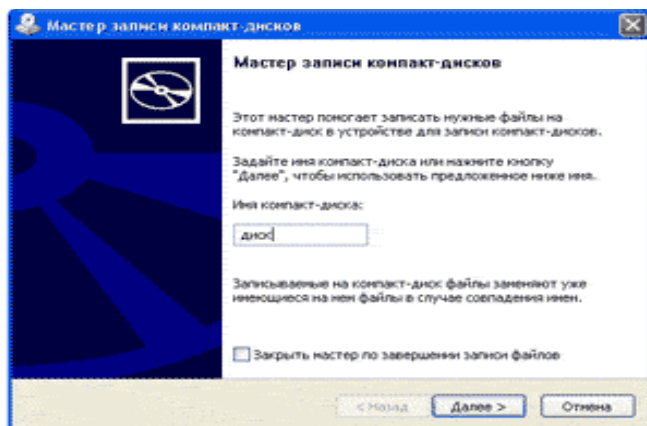 Мастер записи компакт-дисков
Мастер записи компакт-дисков
Этот мастер помогает записать нужные файлы на
компакт-диск в устройстве для записи компакт-дисков.
Задайте имя компакт-диска или нажмите кнопку
"Далее", чтобы использовать предложенное ниже имя.
Имя компакт-диска:
диск
Записываемые на компакт-диск файлы заменяют уже
имеющиеся на нем файлы в случае совпадения имен.
Закрыть мастер по завершении записи файлов
< Назад Далее > Отмена